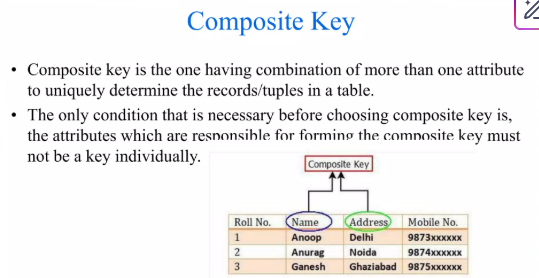 Composite Key
• Composite key is the one having combination of more than one attribute
to uniquely determine the records/tuples in a table.
• The only condition that is necessary before choosing composite key is,
the attributes which are responsible for forming the composite key must
not be a key individually.
Composite Key
Roll No. Name Address Mobile No.
1 Anoop Delhi 9873xxxxxx
2 Anurag Noida 9874xxxxxx
3 Ganesh Ghaziabad 9875xxxxxx